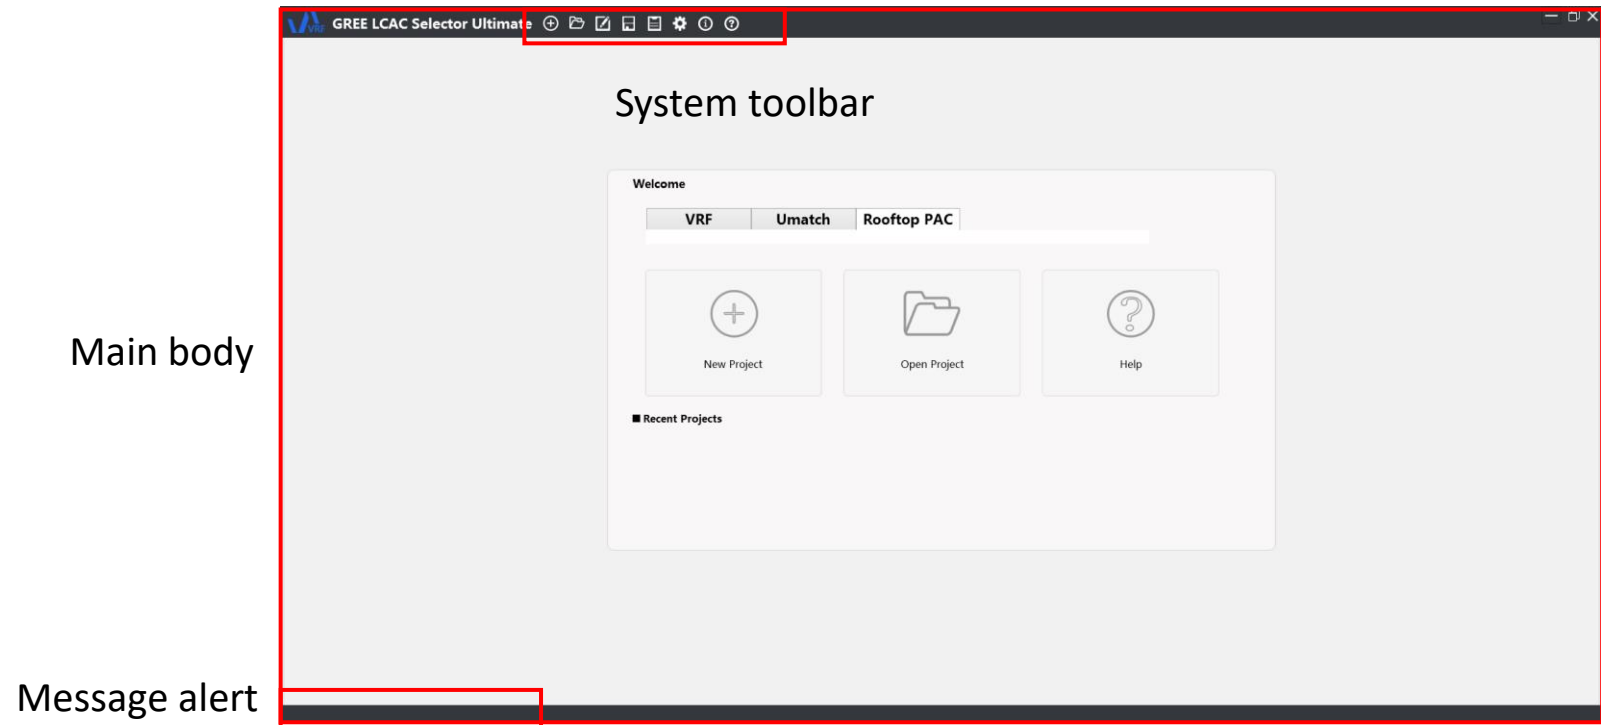 VRF GREE LCAC Selector Ultimate
System toolbar
Welcome
VRF Umatch Rooftop PAC
New Project Open Project Help
Main body
Recent Projects
Message alert